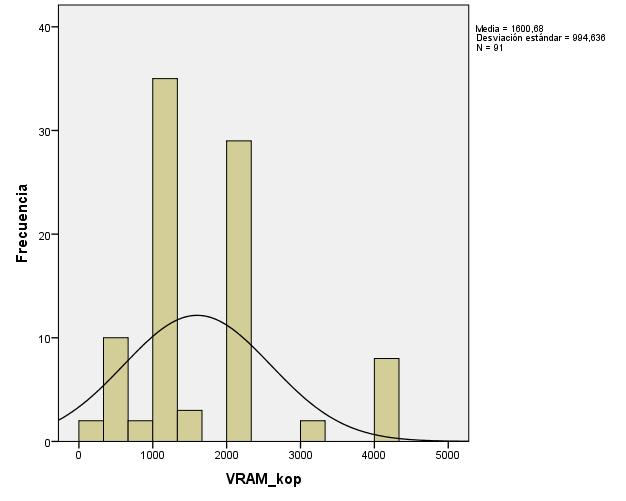 Media = 1600,68
Desviación estándar = 994,636
N = 91
40
30
20
10
0
Frecuencia
0 1000 2000 3000 4000 5000
VRAM_kop